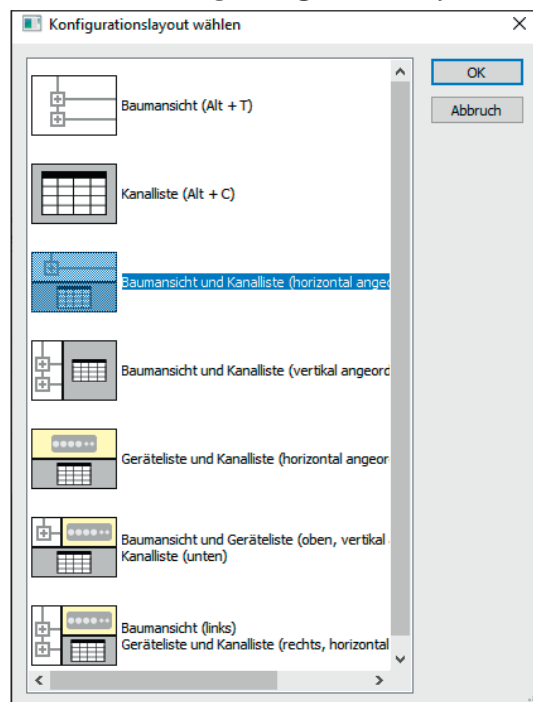 Konfigurationslayout wählen
OK
Abbruch
Baumansicht (Alt + T)
Kanalliste (Alt + C)
Baumansicht und Kanalliste (horizontal angeo
Baumansicht und Kanalliste (vertikal angeord
Geräteliste und Kanalliste (horizontal angeor
Baumansicht und Geräteliste (oben, vertikal
Kanalliste (unten)
Baumansicht (links)
Geräteliste und Kanalliste (rechts, horizontal